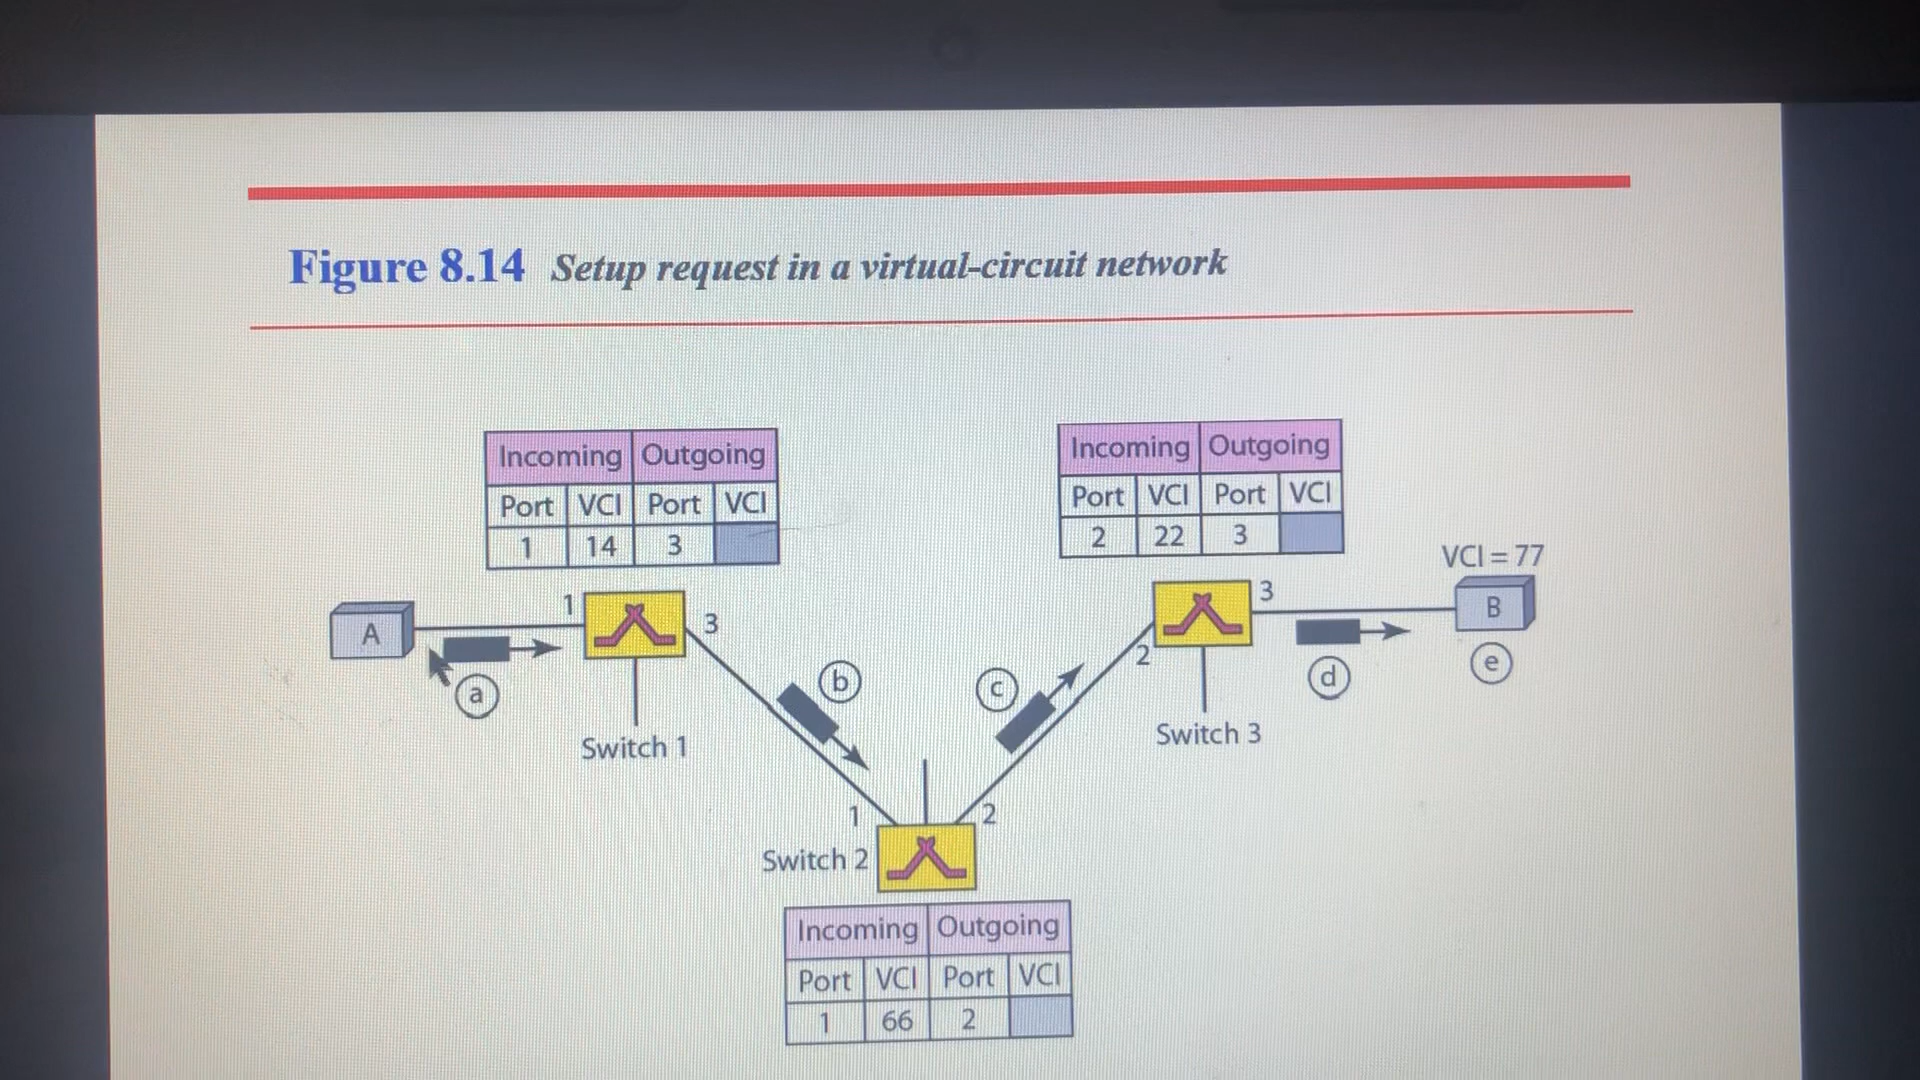 Figure 8.14 Setup request in a virtual-circuit network
Incoming Outgoing
Port VCI Port VCI
1 14 3
Incoming Outgoing
Port VCI Port VCI
2 22 3
VCI = 77
A
1
3
2
3
B
a
b
c
d
e
Switch 1
Switch 3
1
2
Switch 2
Incoming Outgoing
Port VCI Port VCI
1 66 2